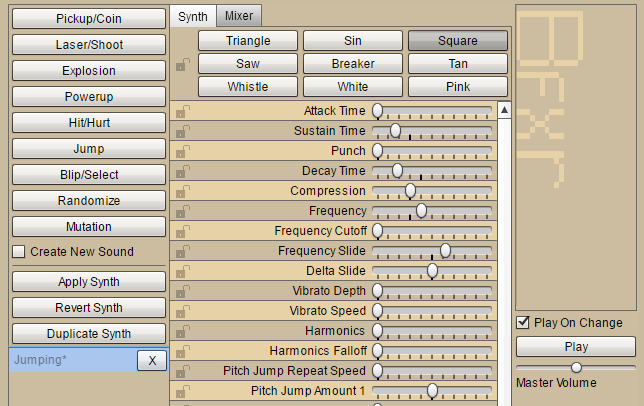 Pickup/Coin
Laser/Shoot
Explosion
Powerup
Hit/Hurt
Jump
Blip/Select
Randomize
Mutation
Create New Sound
Apply Synth
Revert Synth
Duplicate Synth
Jumping*
X
Synth Mixer
Triangle Sin Square
Saw Breaker Tan
Whistle White Pink
Attack Time
Sustain Time
Punch
Decay Time
Compression
Frequency
Frequency Cutoff
Frequency Slide
Delta Slide
Vibrato Depth
Vibrato Speed
Harmonics
Harmonics Falloff
Pitch Jump Repeat Speed
Pitch Jump Amount 1
Bfxr
Play On Change
Play
Master Volume